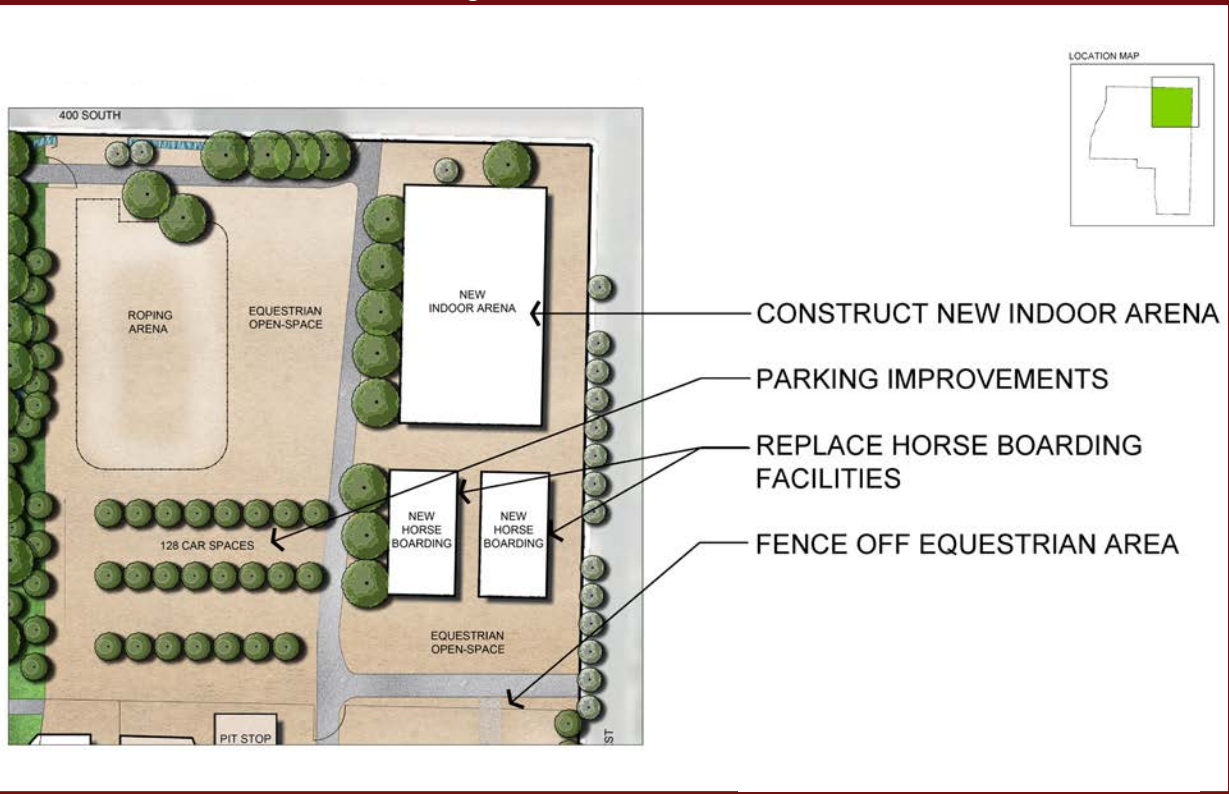 LOCATION MAP
400 SOUTH
NEW
INDOOR ARENA
ROPING
ARENA
EQUESTRIAN
OPEN-SPACE
CONSTRUCT NEW INDOOR ARENA
PARKING IMPROVEMENTS
REPLACE HORSE BOARDING
FACILITIES
NEW
HORSE
BOARDING
NEW
HORSE
BOARDING
128 CAR SPACES
FENCE OFF EQUESTRIAN AREA
EQUESTRIAN
OPEN-SPACE
PIT STOP
ST